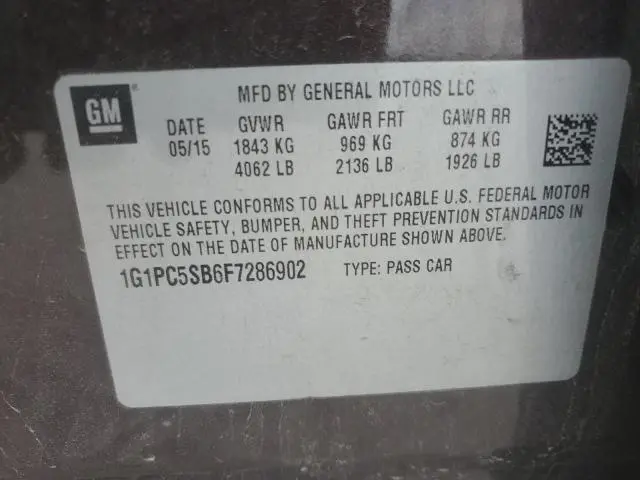 GM
MFD BY GENERAL MOTORS LLC
DATE GVWR GAWR FRT GAWR RR
05/15 1843 KG 969 KG 874 KG
4062 LB 2136 LB 1926 LB
THIS VEHICLE CONFORMS TO ALL APPLICABLE U.S. FEDERAL MOTOR
VEHICLE SAFETY, BUMPER, AND THEFT PREVENTION STANDARDS IN
EFFECT ON THE DATE OF MANUFACTURE SHOWN ABOVE.
1G1PC5SB6F7286902 TYPE: PASS CAR